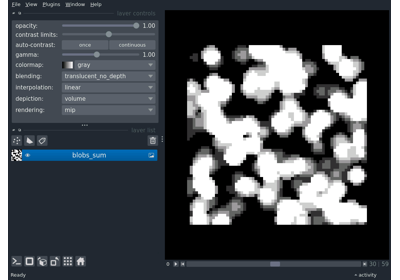 File View Plugins Window Help
layer controls
opacity: 1.00
contrast limits:
auto-contrast: once continuous
gamma: 1.00
colormap: gray
blending: translucent_no_depth
interpolation: linear
depiction: volume
rendering: mip
layer list
blobs_sum
30 59
Ready activity